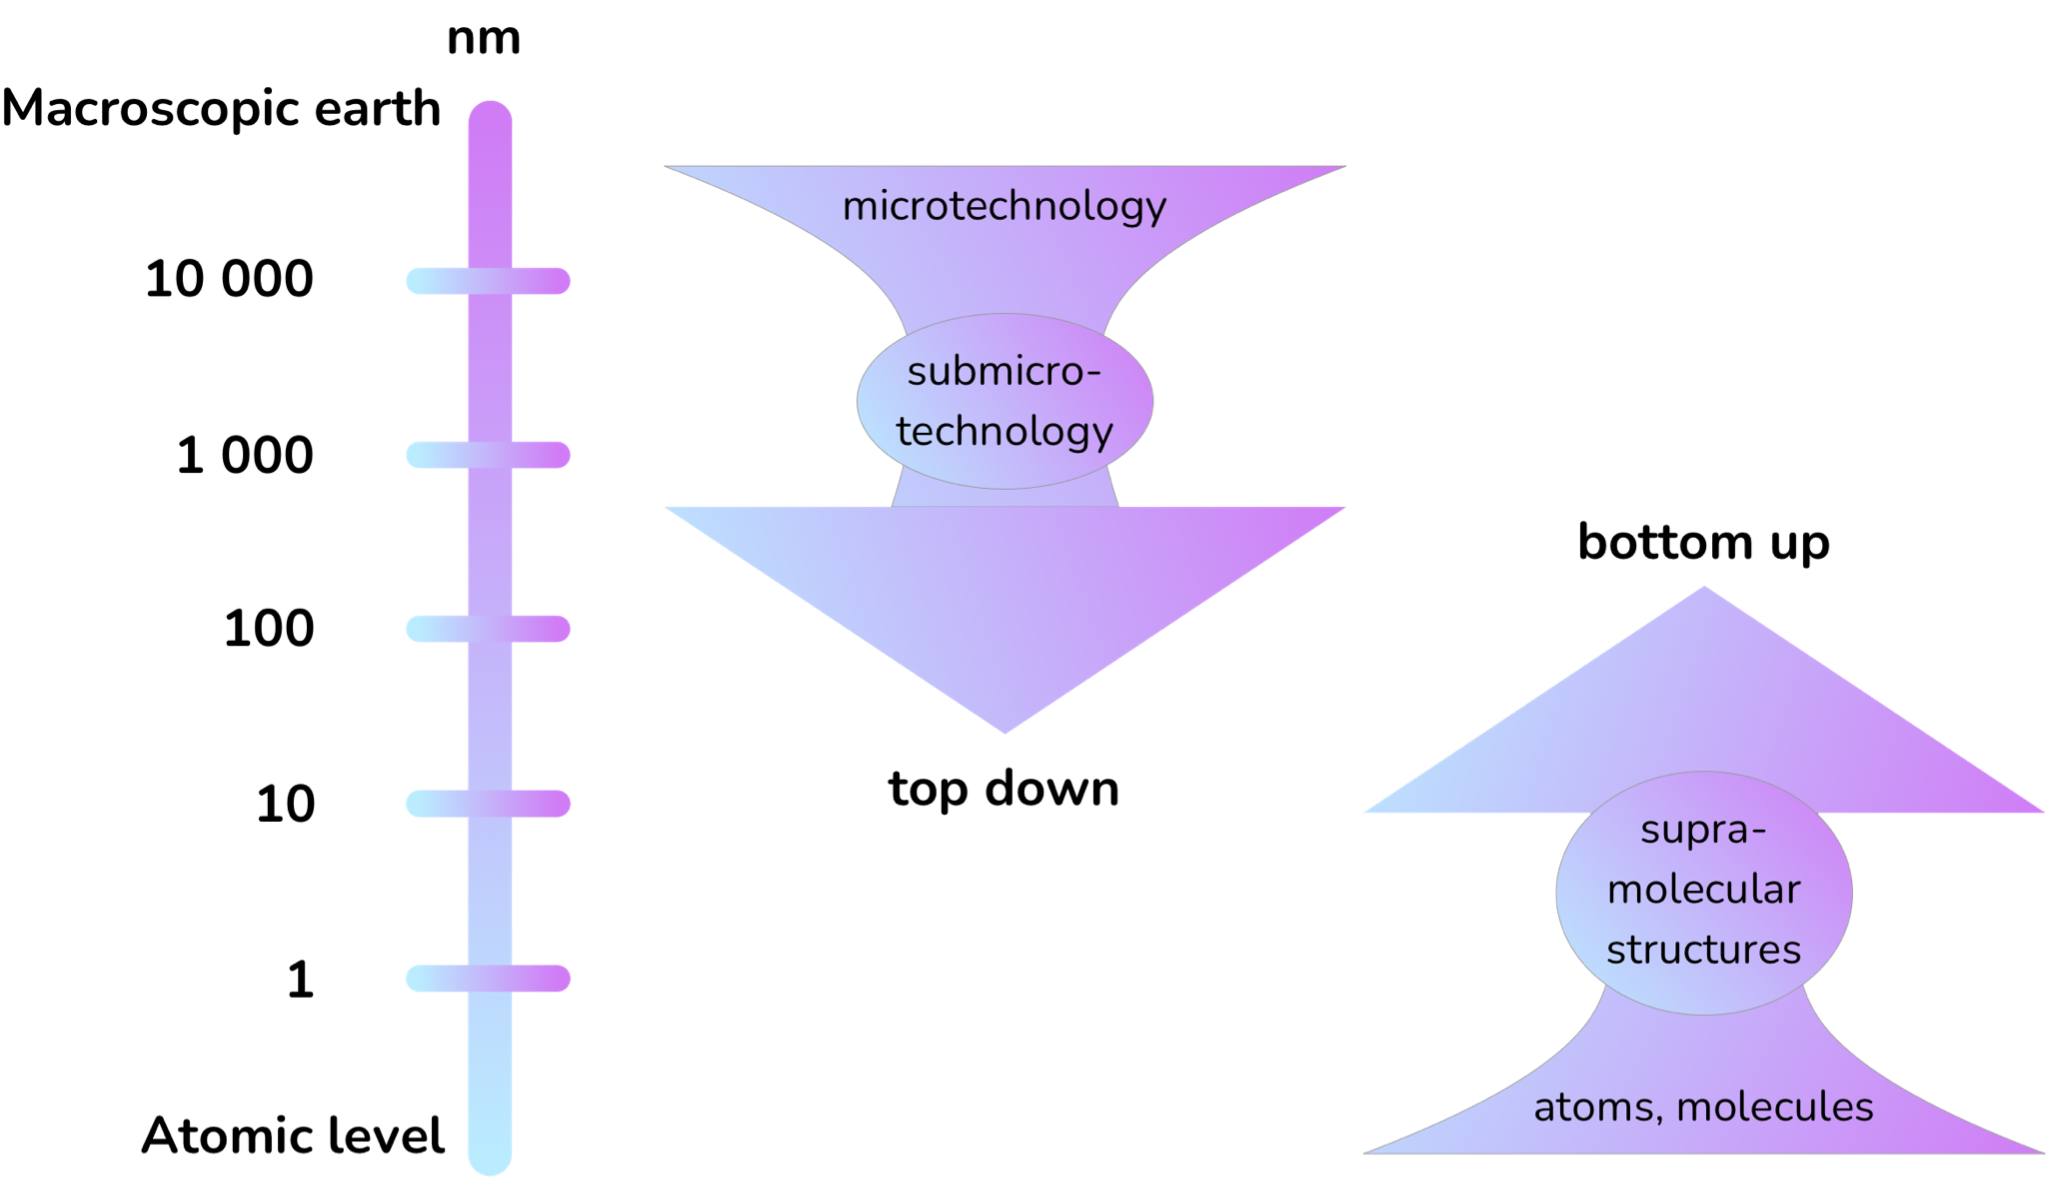 nm
Macroscopic earth
10 000
1 000
100
10
1
Atomic level
microtechnology
submicro-
technology
top down
bottom up
supra-
molecular
structures
atoms, molecules